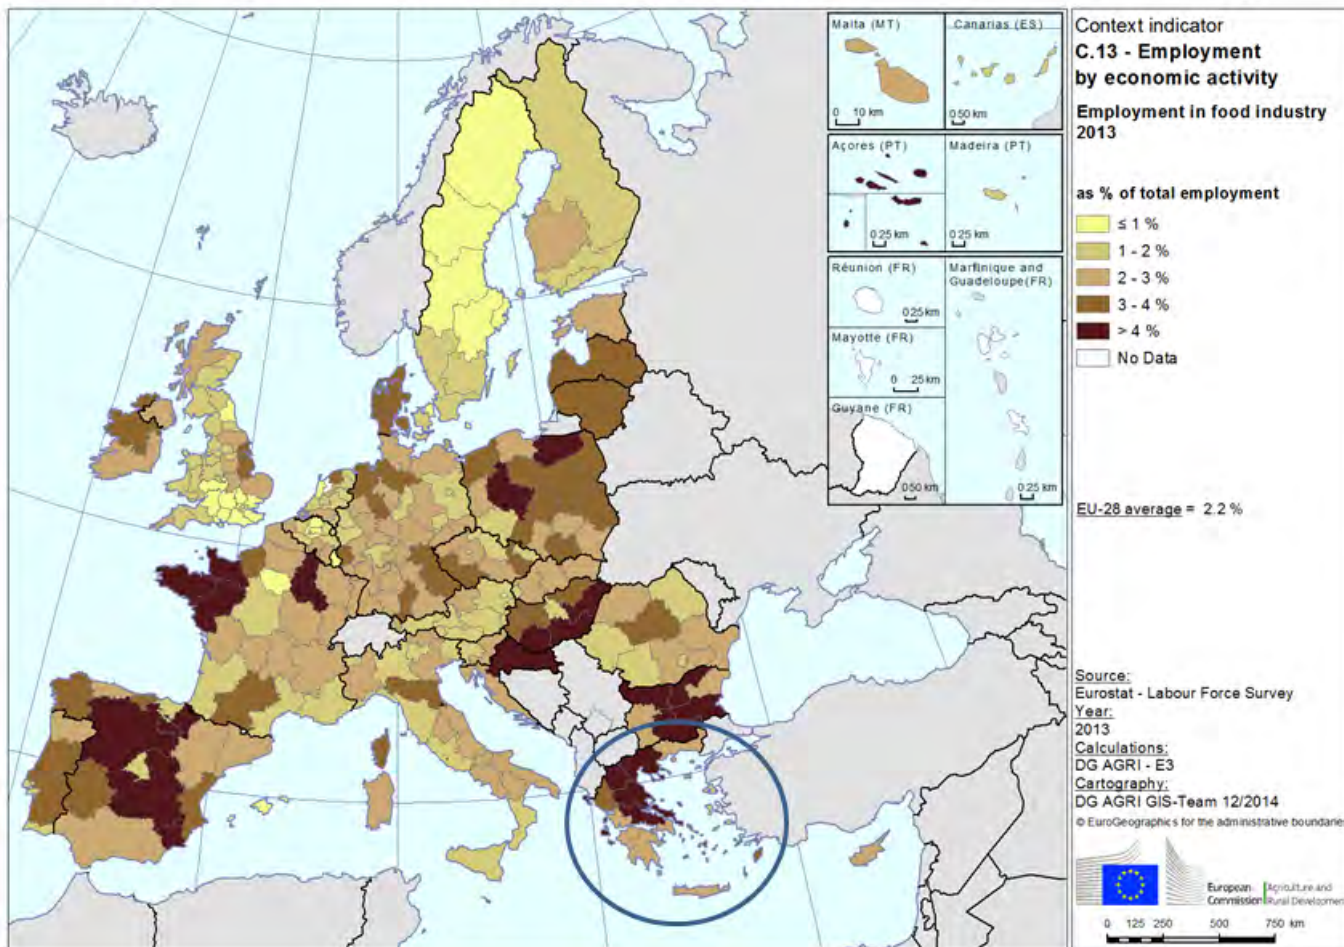 Malta (MT)
0 10 km
Canarias (ES)
0 50 km
Açores (PT)
0 25 km
Madeira (PT)
0 25 km
Réunion (FR)
0 25 km
Martinique and
Guadeloupe(FR)
Mayotte (FR)
0 25 km
Guyane (FR)
0 50 km
0 25 km
Context indicator
C.13 - Employment
by economic activity
Employment in food industry
2013
as % of total employment
≤ 1 %
1 - 2 %
2 - 3 %
3 - 4 %
> 4 %
No Data
EU-28 average = 2.2 %
Source:
Eurostat - Labour Force Survey
Year:
2013
Calculations:
DG AGRI - E3
Cartography:
DG AGRI GIS-Team 12/2014
© EuroGeographics for the administrative boundaries
European
Commission
Agriculture and
Rural Development
0 125 250 500 750 km